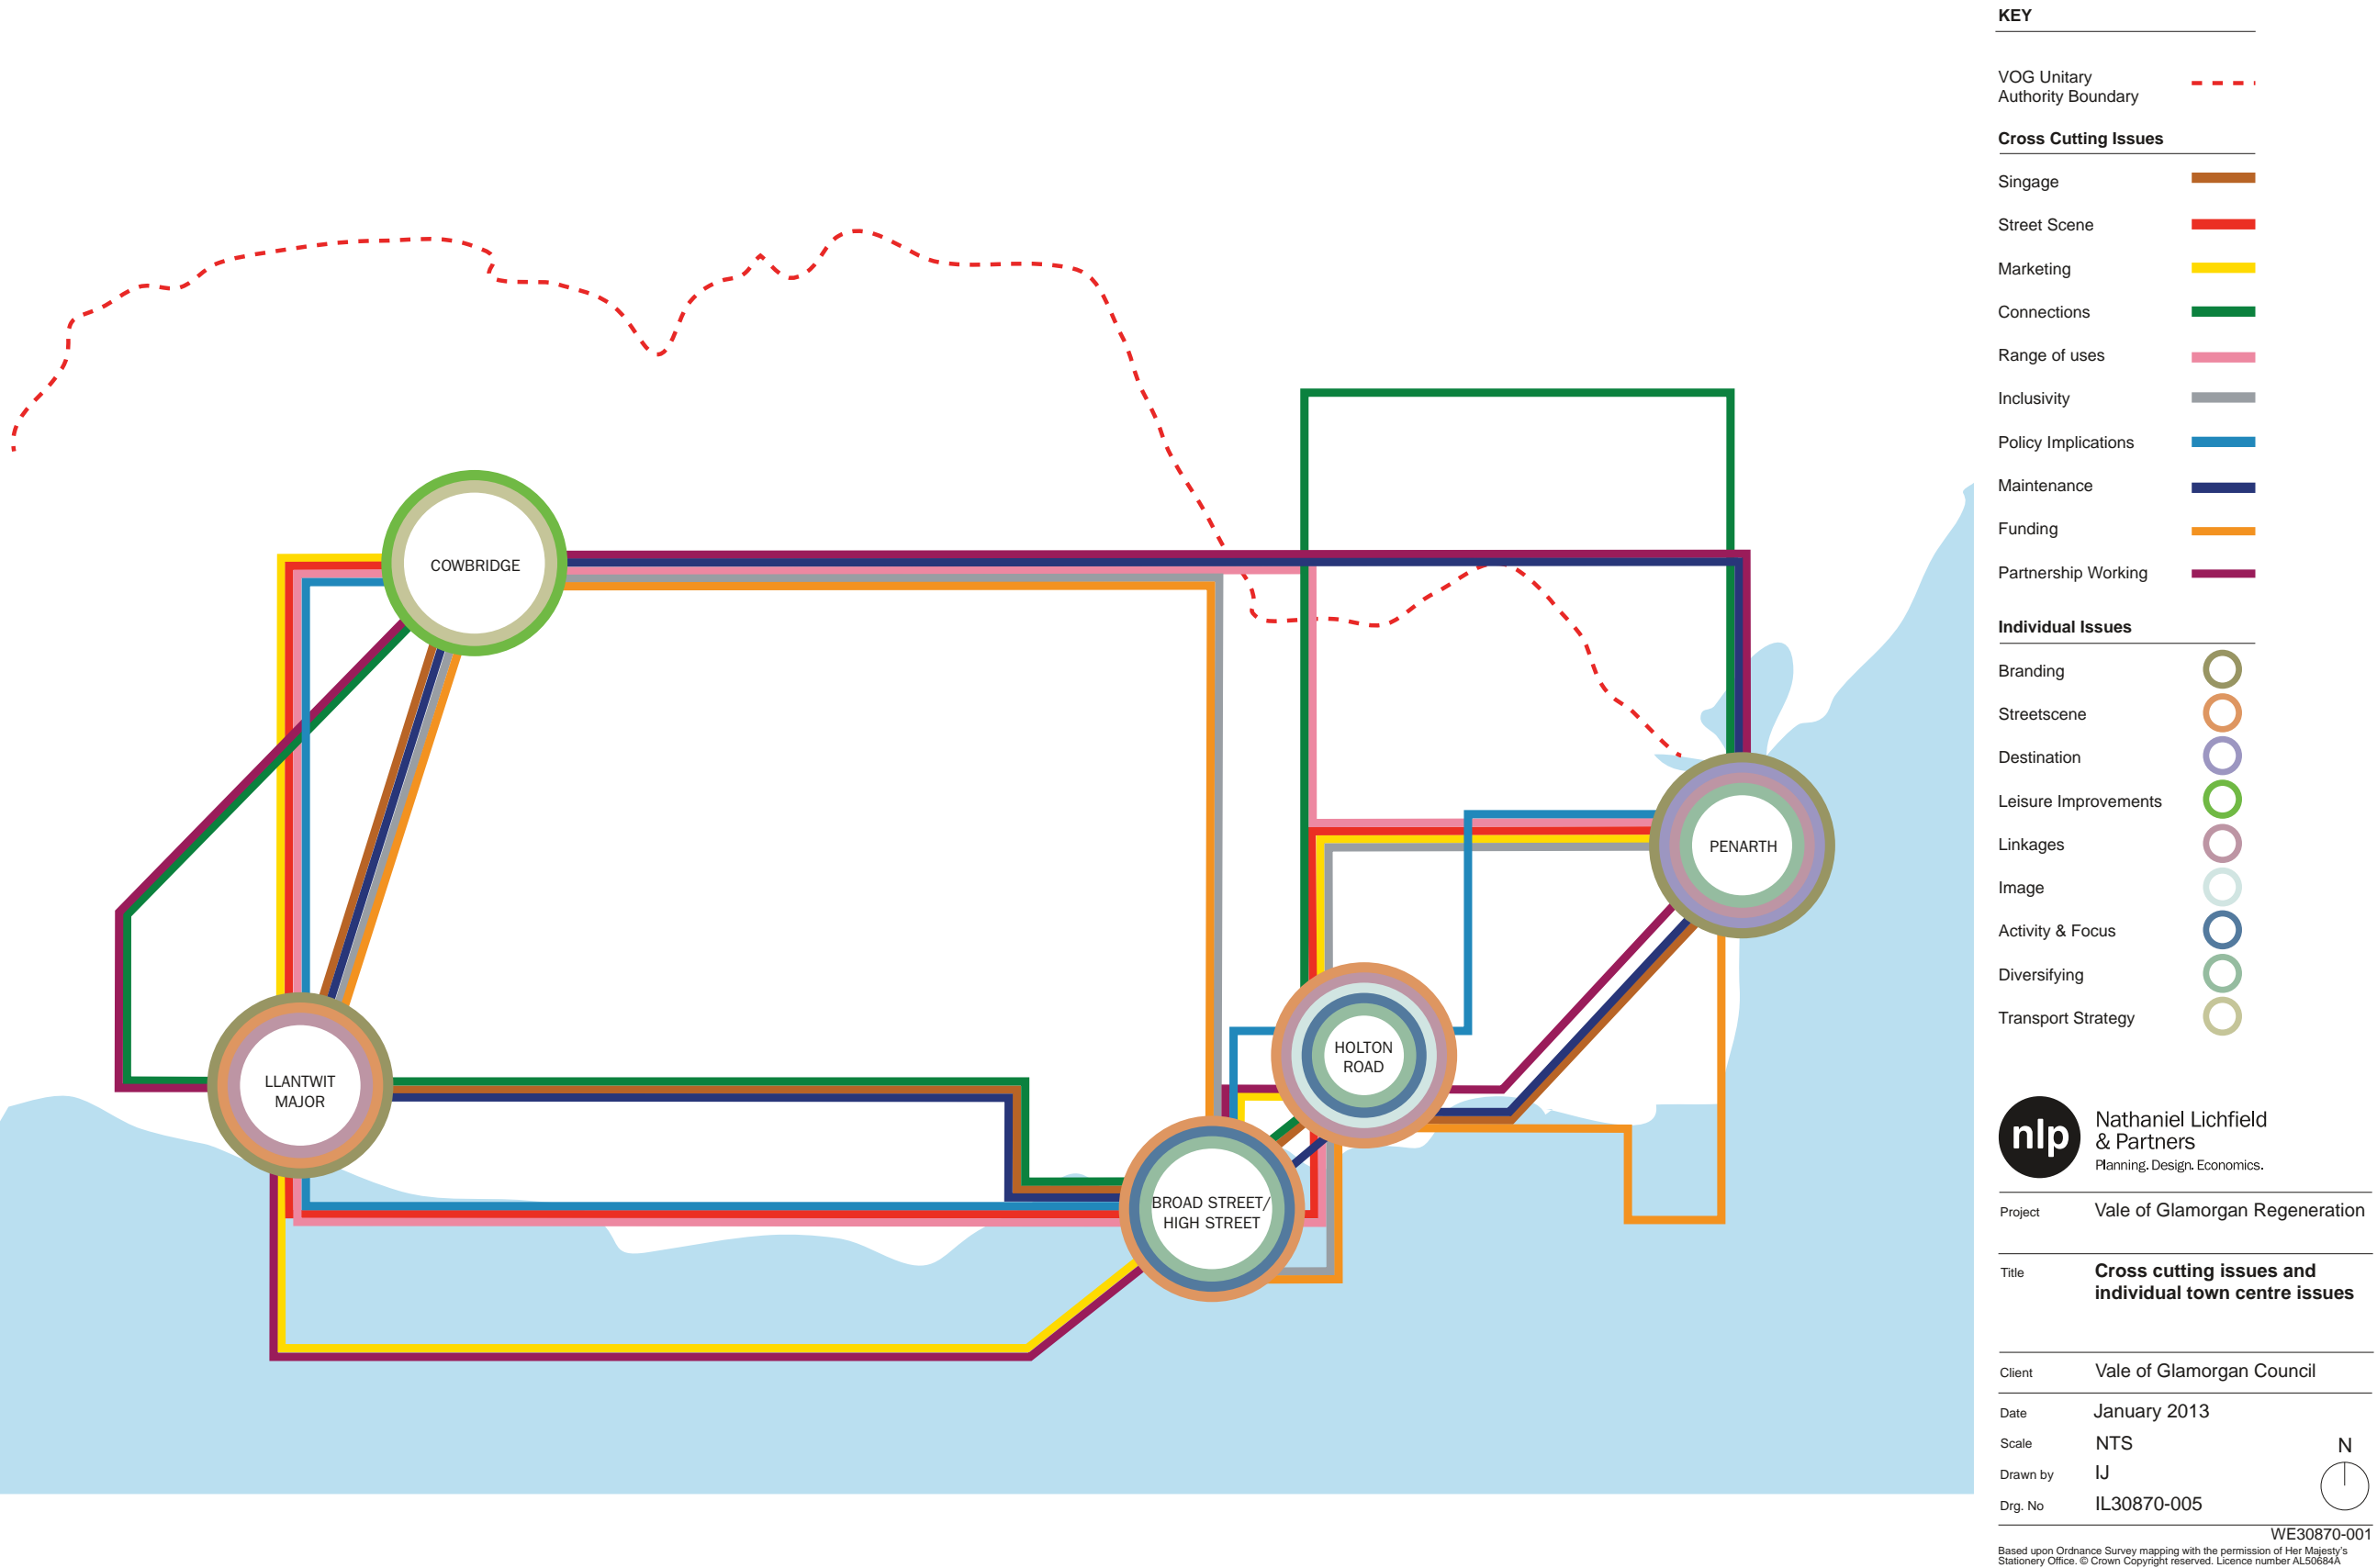 KEY
VOG Unitary
Authority Boundary
Cross Cutting Issues
Singage
Street Scene
Marketing
Connections
Range of uses
Inclusivity
Policy Implications
Maintenance
Funding
Partnership Working
Individual Issues
Branding
Streetscene
Destination
Leisure Improvements
Linkages
Image
Activity & Focus
Diversifying
Transport Strategy
COWBRIDGE
PENARTH
HOLTON
ROAD
LLANTWIT
MAJOR
BROAD STREET/
HIGH STREET
nlp
Nathaniel Lichfield
& Partners
Planning. Design. Economics.
Project Vale of Glamorgan Regeneration
Title Cross cutting issues and
individual town centre issues
Client Vale of Glamorgan Council
Date January 2013
Scale NTS
N
Drawn by IJ
Drg. No IL30870-005
WE30870-001
Based upon Ordnance Survey mapping with the permission of Her Majesty's
Stationery Office. © Crown Copyright reserved. Licence number AL50684A